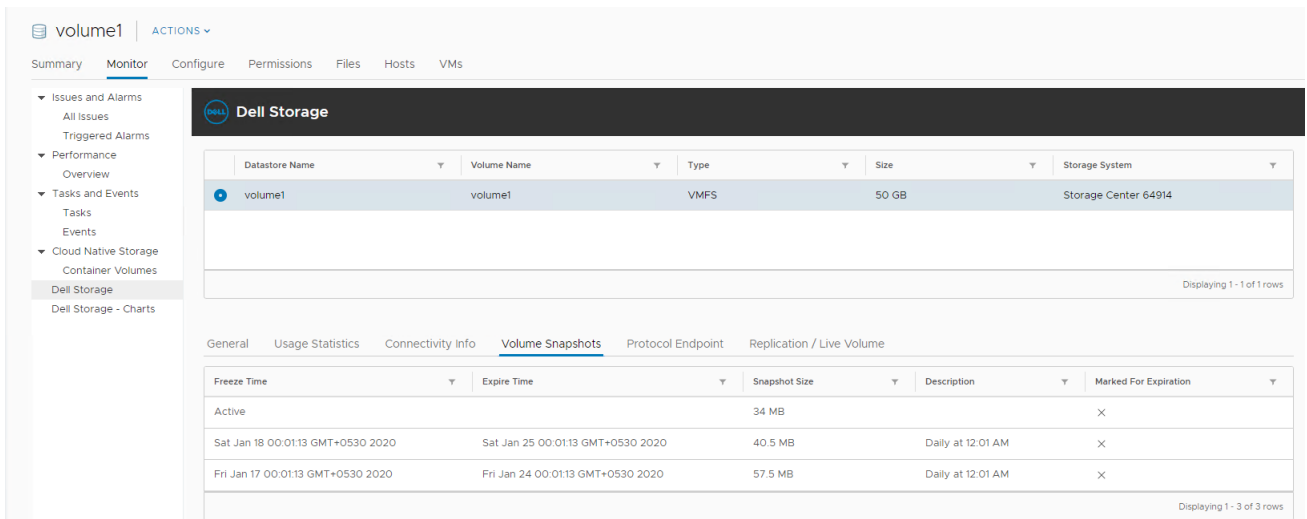 volume1 ACTIONS
Summary Monitor Configure Permissions Files Hosts VMs
Issues and Alarms
All Issues
Triggered Alarms
Performance
Overview
Tasks and Events
Tasks
Events
Cloud Native Storage
Container Volumes
Dell Storage
Dell Storage - Charts
DELL Dell Storage
Datastore Name Volume Name Type Size Storage System
volume1 volume1 VMFS 50 GB Storage Center 64914
Displaying 1 - 1 of 1 rows
General Usage Statistics Connectivity Info Volume Snapshots Protocol Endpoint Replication / Live Volume
Freeze Time Expire Time Snapshot Size Description Marked For Expiration
Active 34 MB
Sat Jan 18 00:01:13 GMT+0530 2020 Sat Jan 25 00:01:13 GMT+0530 2020 40.5 MB Daily at 12:01 AM
Fri Jan 17 00:01:13 GMT+0530 2020 Fri Jan 24 00:01:13 GMT+0530 2020 57.5 MB Daily at 12:01 AM
Displaying 1 - 3 of 3 rows